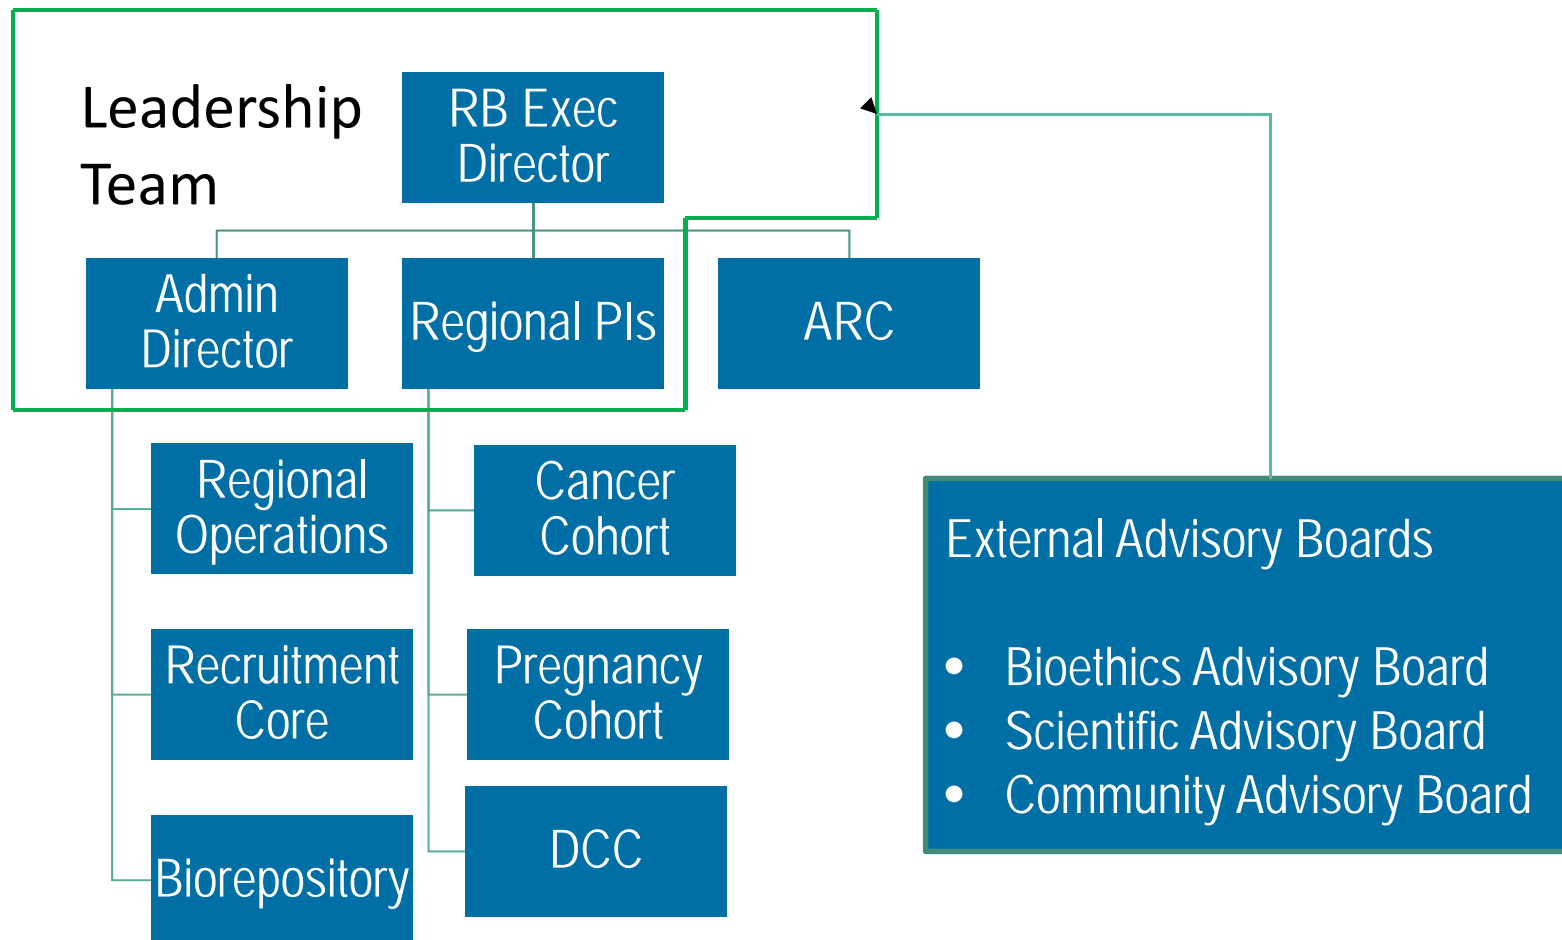 Leadership
Team
RB Exec
Director
Admin
Director
Regional PIs
ARC
Regional
Operations
Cancer
Cohort
Recruitment
Core
Pregnancy
Cohort
Biorepository
DCC
External Advisory Boards
• Bioethics Advisory Board
• Scientific Advisory Board
• Community Advisory Board